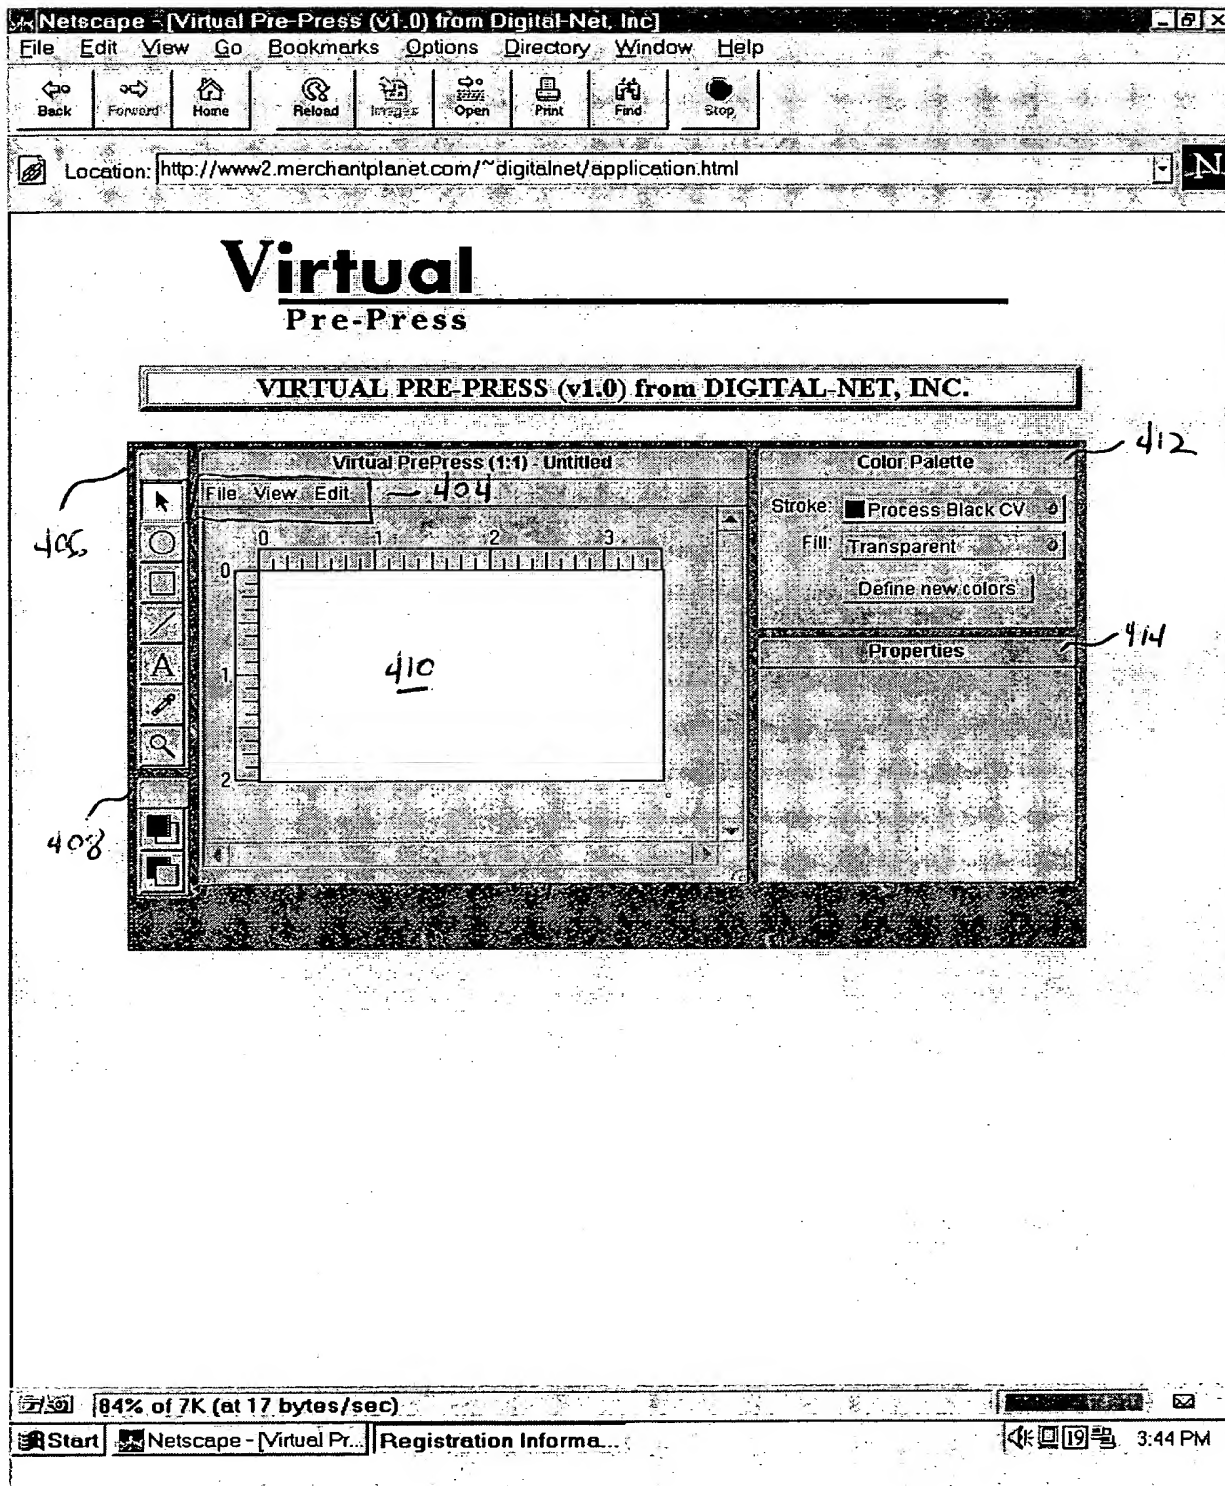 Netscape - [Virtual Pre-Press (v1.0) from Digital-Net, Inc]
File Edit View Go Bookmarks Options Directory Window Help
Back Forward Home Reload Images Open Print Find Stop
Location: http://www2.merchantplanet.com/~digitalnet/application.html
N
Virtual
Pre-Press
VIRTUAL PRE-PRESS (v1.0) from DIGITAL-NET, INC.
412
Virtual PrePress (1:1) - Untitled
Color Palette
File View Edit
404
Stroke: Process Black CV
0 1 2 3
Fill: Transparent
0
Define new colors
A
414
Properties
410
1
2
408
84% of 7K (at 17 bytes/sec)
Start Netscape - [Virtual Pr... Registration Informa... 19 3:44 PM